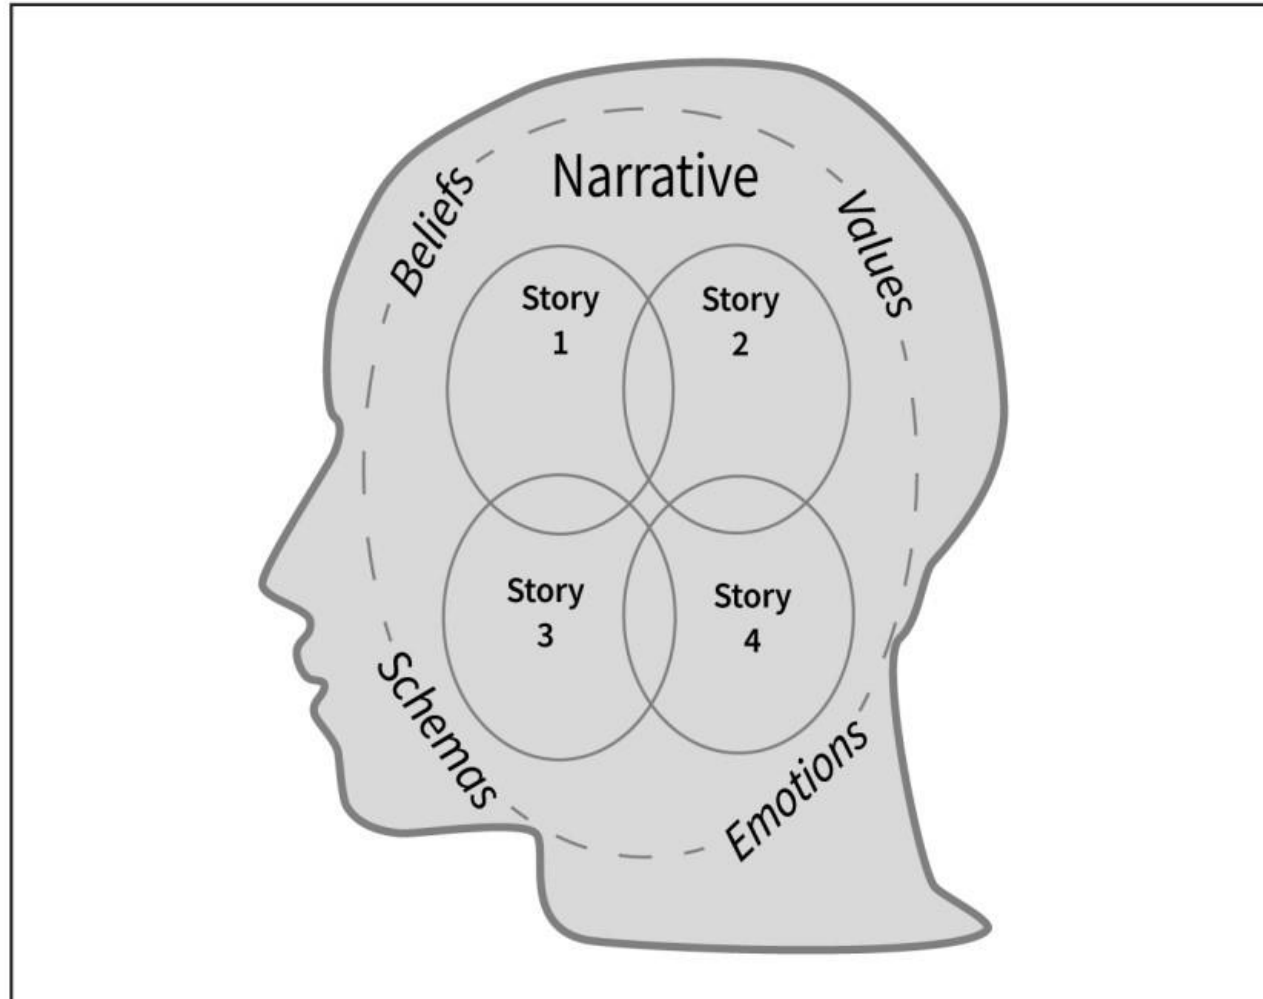 Narrative
Beliefs
Values
Story
1
Story
2
Story
3
Story
4
Schemas
Emotions